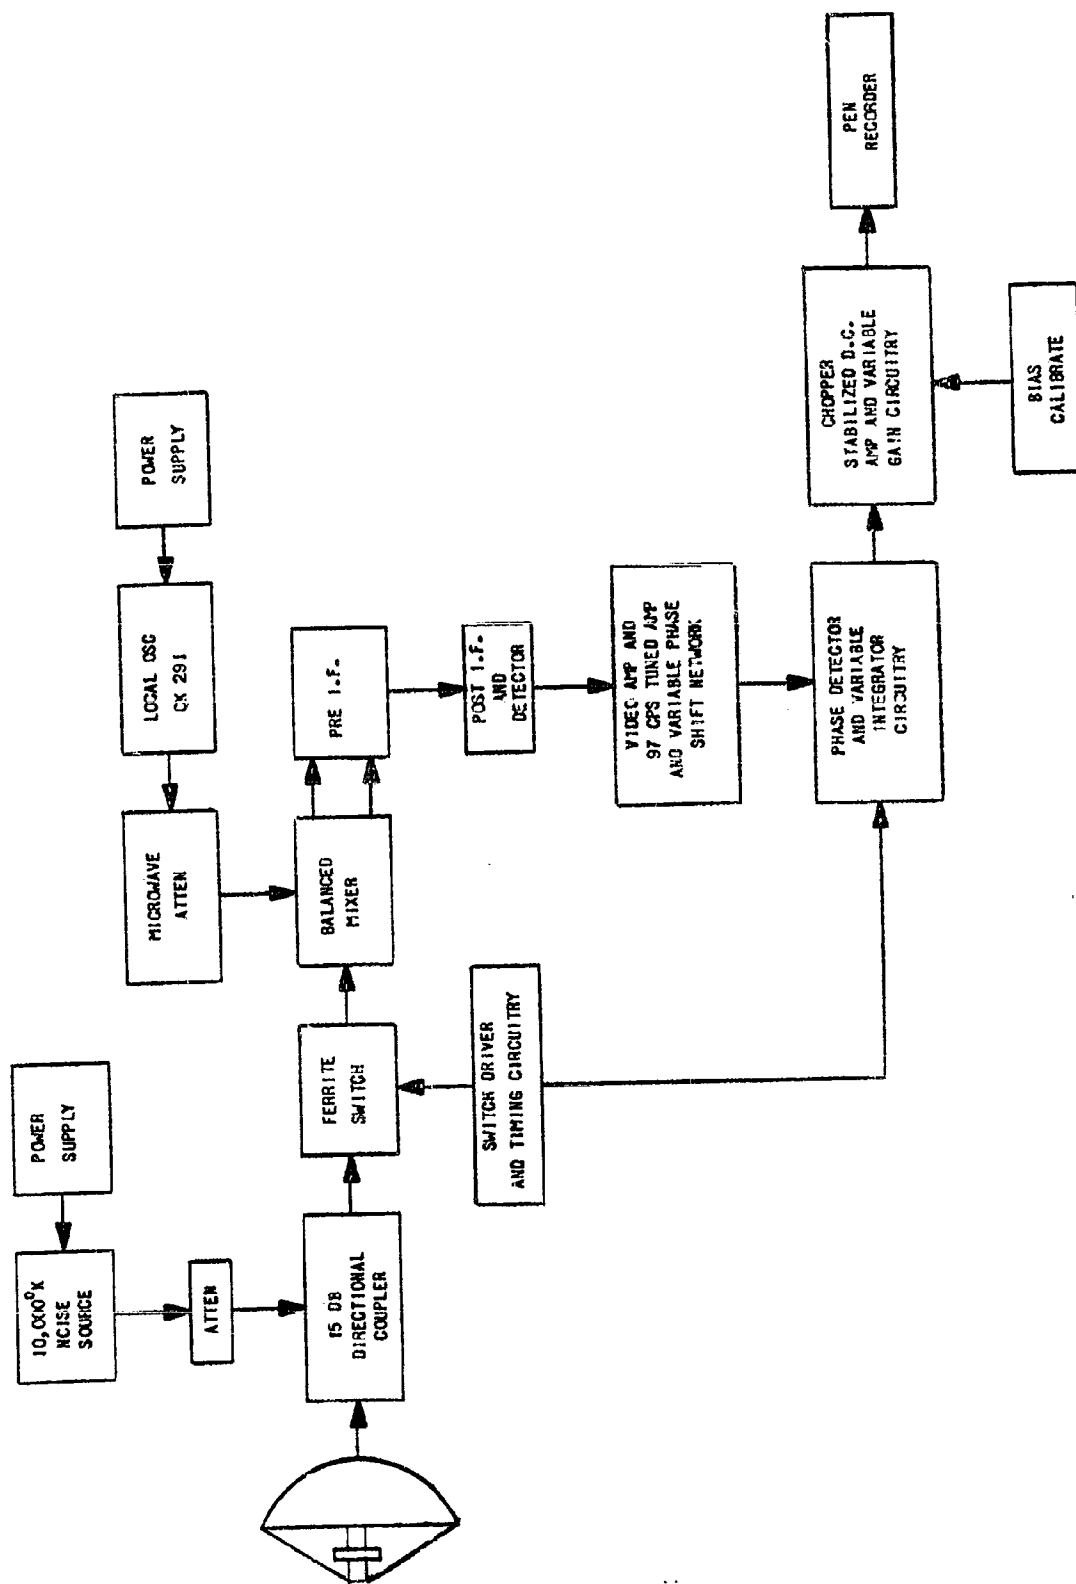 POWER
SUPPLY
10,000°K
NCISE
SOURCE
ATTEN
15 DB
DIRECTIONAL
COUPLER
FERRITE
SWITCH
SWITCH DRIVER
AND TIMING CIRCUITRY
POWER
SUPPLY
LOCAL OSC
QK 291
MICROWAVE
ATTEN
BALANCED
MIXER
PRE I.F.
POST I.F.
AND
DETECTOR
VIDEO AMP AND
97 CPS TUNED AMP
AND VARIABLE PHASE
SHIFT NETWORK
PHASE DETECTOR
AND VARIABLE
INTEGRATOR
CIRCUITRY
CHOPPER
STABILIZED D.C.
AMP AND VARIABLE
GAIN CIRCUITRY
BIAS
CALIBRATE
PEN
RECORDER